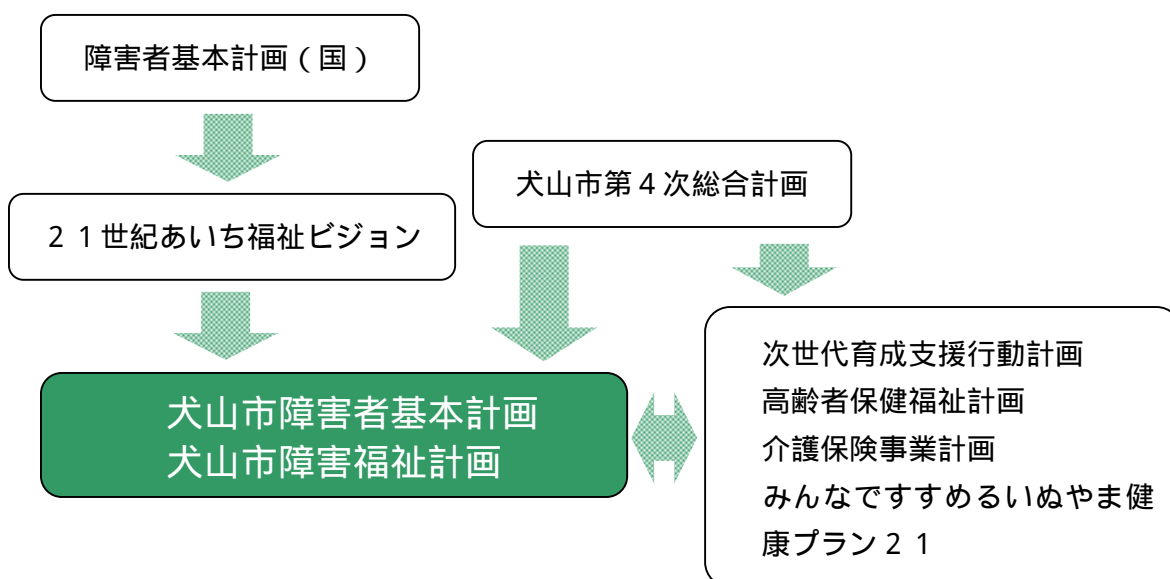 障害者基本計画（国）
犬山市第４次総合計画
２１世紀あいち福祉ビジョン
犬山市障害者基本計画
犬山市障害福祉計画
次世代育成支援行動計画
高齢者保健福祉計画
介護保険事業計画
みんなですすめるいぬやま健
康プラン２１